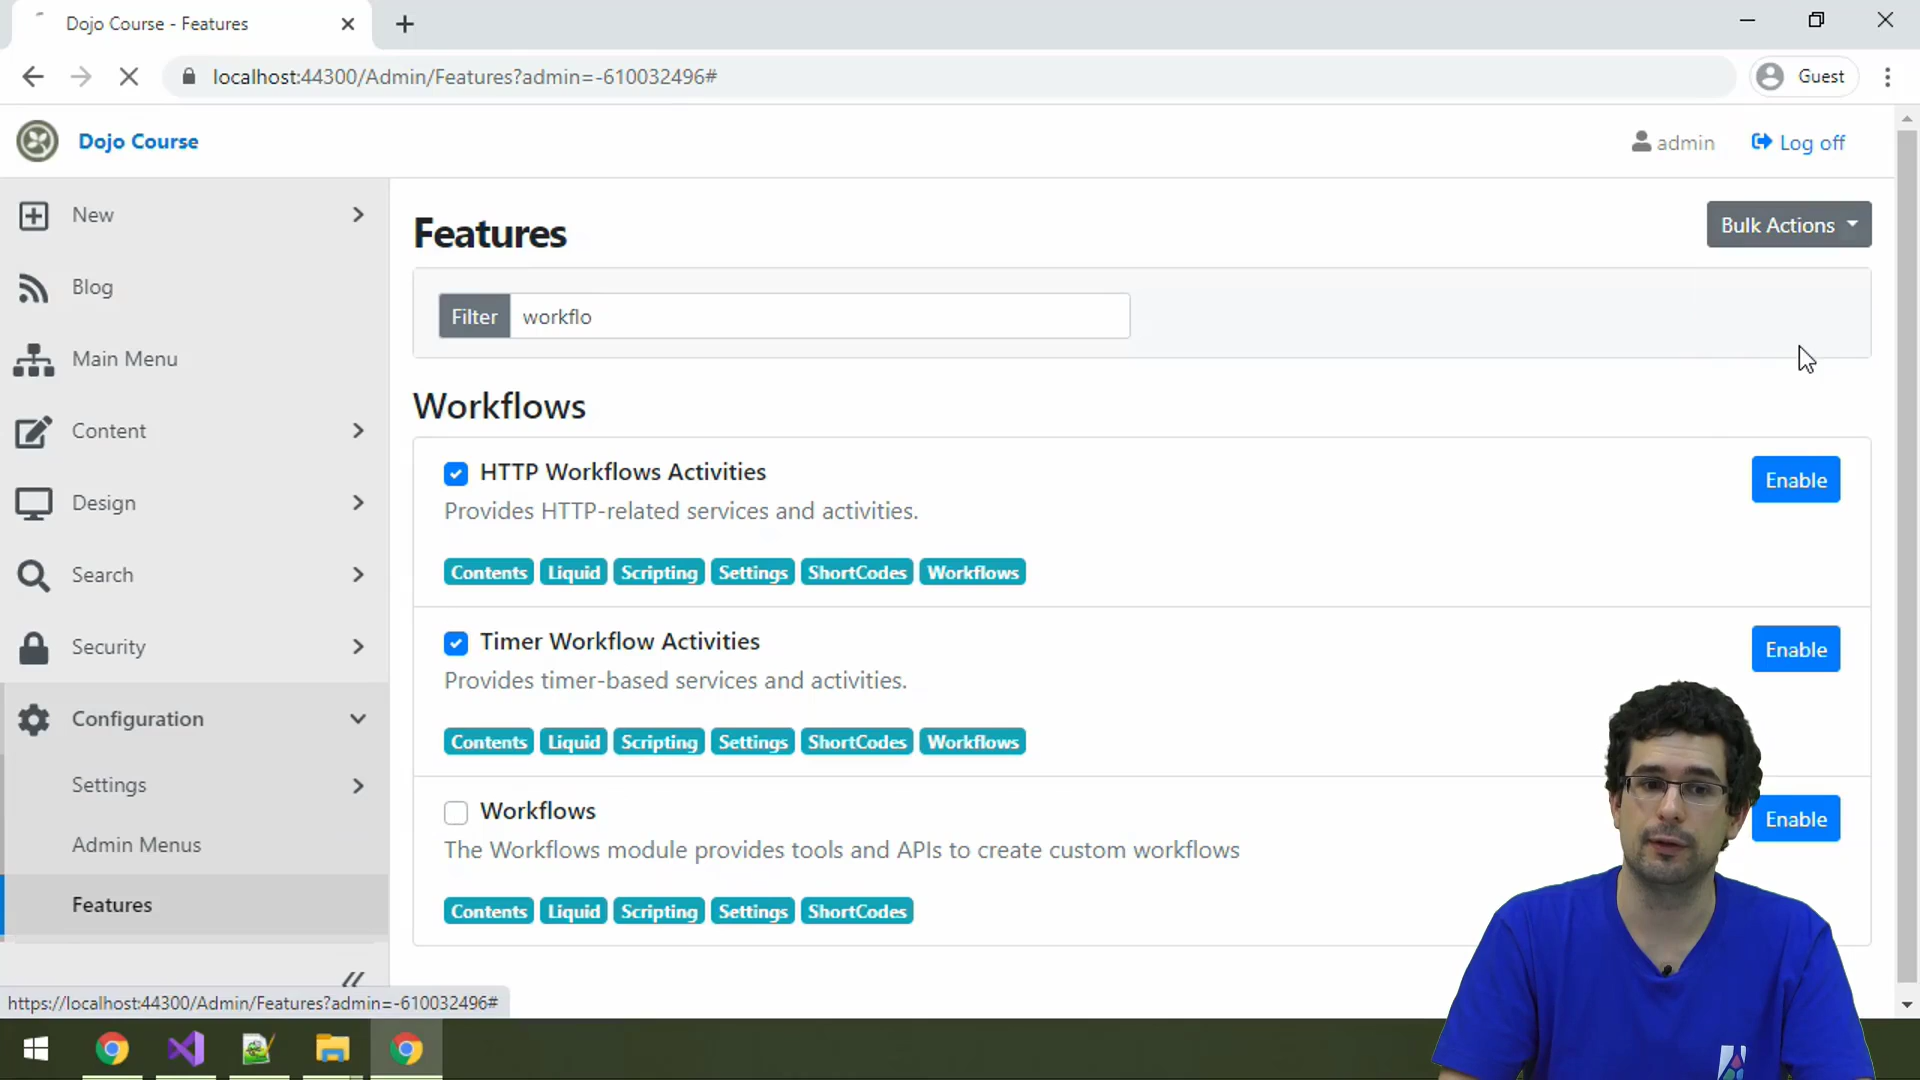 Dojo Course - Features
localhost:44300/Admin/Features?admin=-610032496#
Guest
Dojo Course
admin
Log off
New
Blog
Main Menu
Content
Design
Search
Security
Configuration
Settings
Admin Menus
Features
Features
Bulk Actions
Filter workflo
Workflows
HTTP Workflows Activities
Enable
Provides HTTP-related services and activities.
Contents Liquid Scripting Settings ShortCodes Workflows
Timer Workflow Activities
Enable
Provides timer-based services and activities.
Contents Liquid Scripting Settings ShortCodes Workflows
Workflows
Enable
The Workflows module provides tools and APIs to create custom workflows
Contents Liquid Scripting Settings ShortCodes
https://localhost:44300/Admin/Features?admin=-610032496#